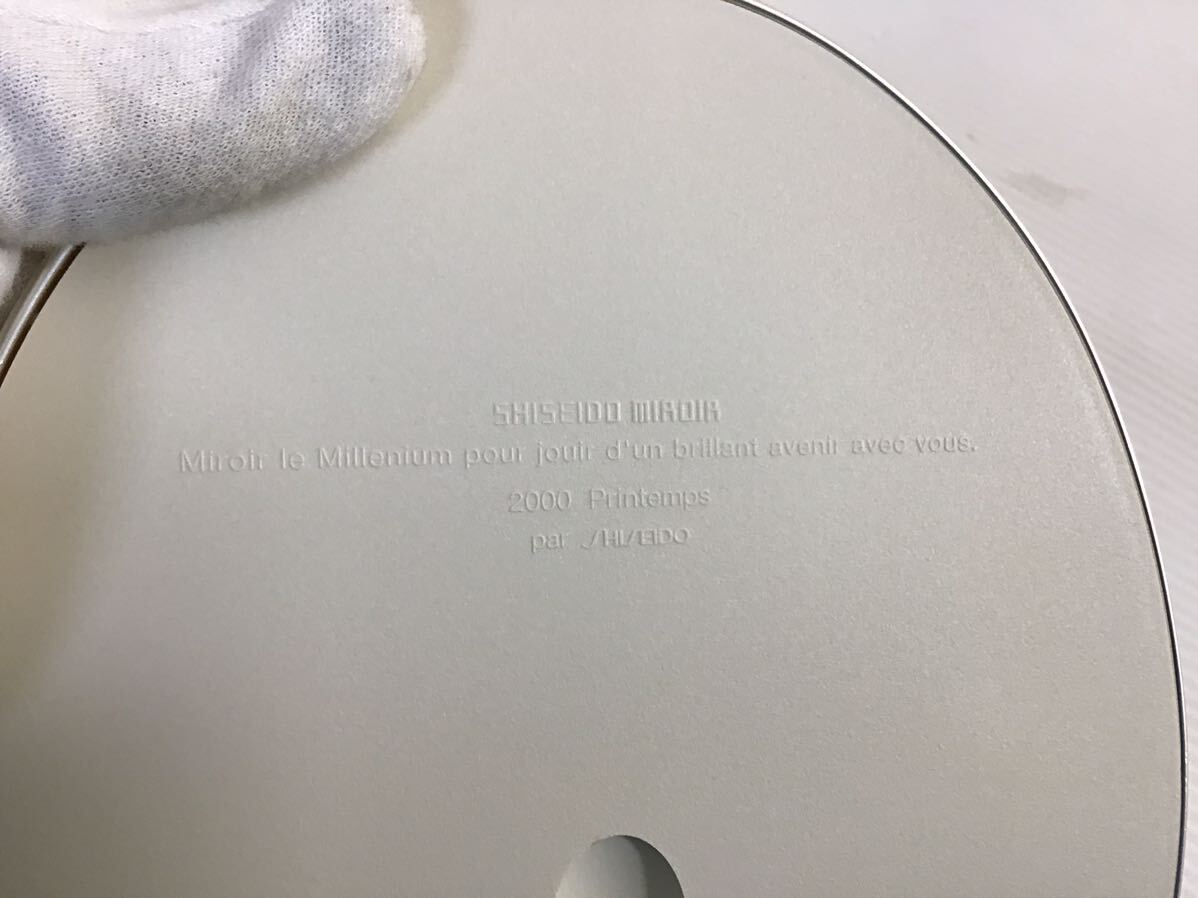 SHISEIDO MIROIR
Miroir le Millenium pour jouir d'un brillant avenir avec vous.
2000 Printemps
par SHISEIDO